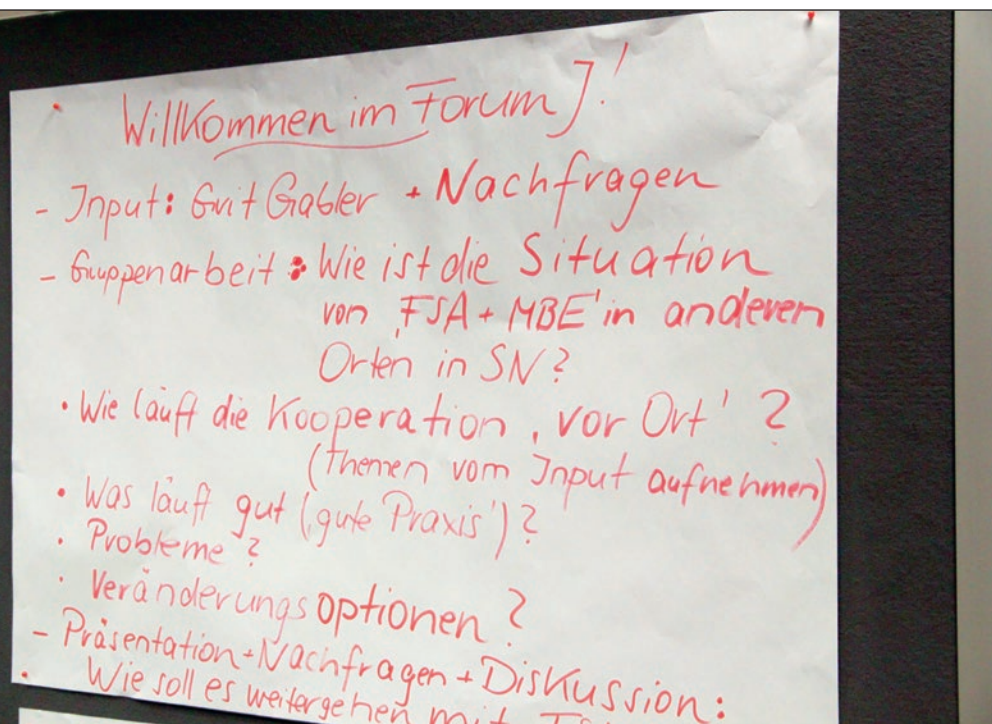 Willkommen im Forum I!
- Input: Grit Gabler + Nachfragen
- Gruppenarbeit: Wie ist die Situation
von ‚FSA + MBE' in anderen
Orten in SN?
• Wie läuft die Kooperation ‚vor Ort' ?
(Themen vom Input aufnehmen)
• Was läuft gut (‚gute Praxis')?
• Probleme?
• Veränderungsoptionen?
- Präsentation + Nachfragen + Diskussion:
Wie soll es weitergehen mit